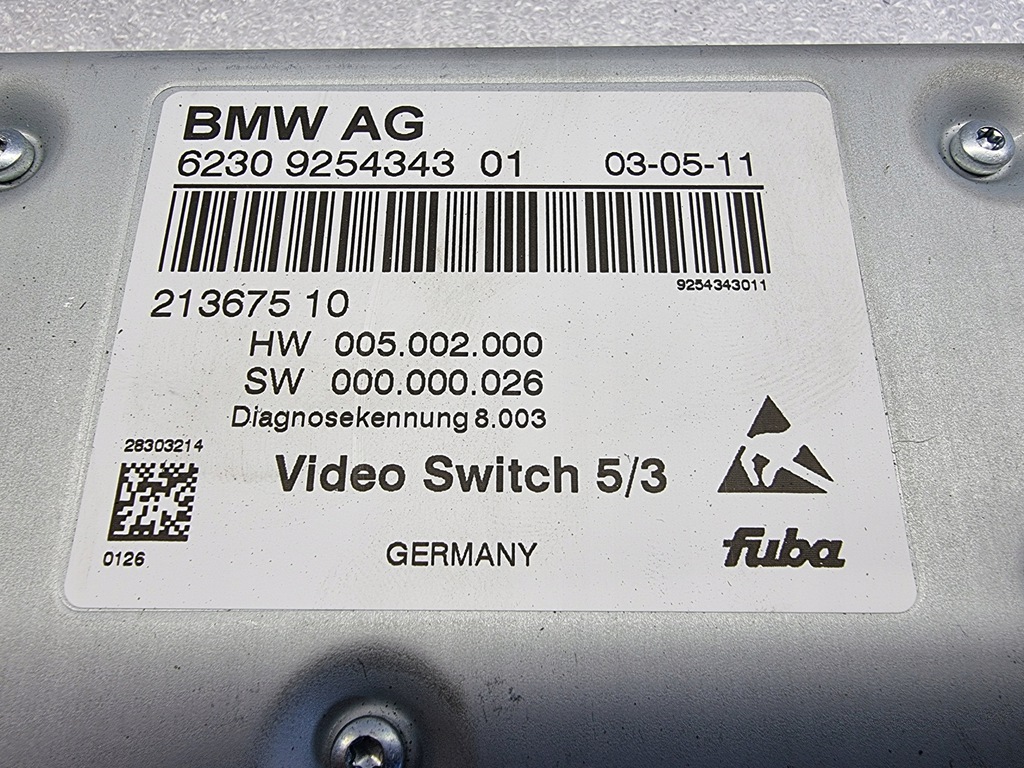 BMW AG
6230 9254343 01 03-05-11
9254343011
213675 10
HW 005.002.000
SW 000.000.026
Diagnosekennung 8.003
28303214
Video Switch 5/3
0126
GERMANY
fuba